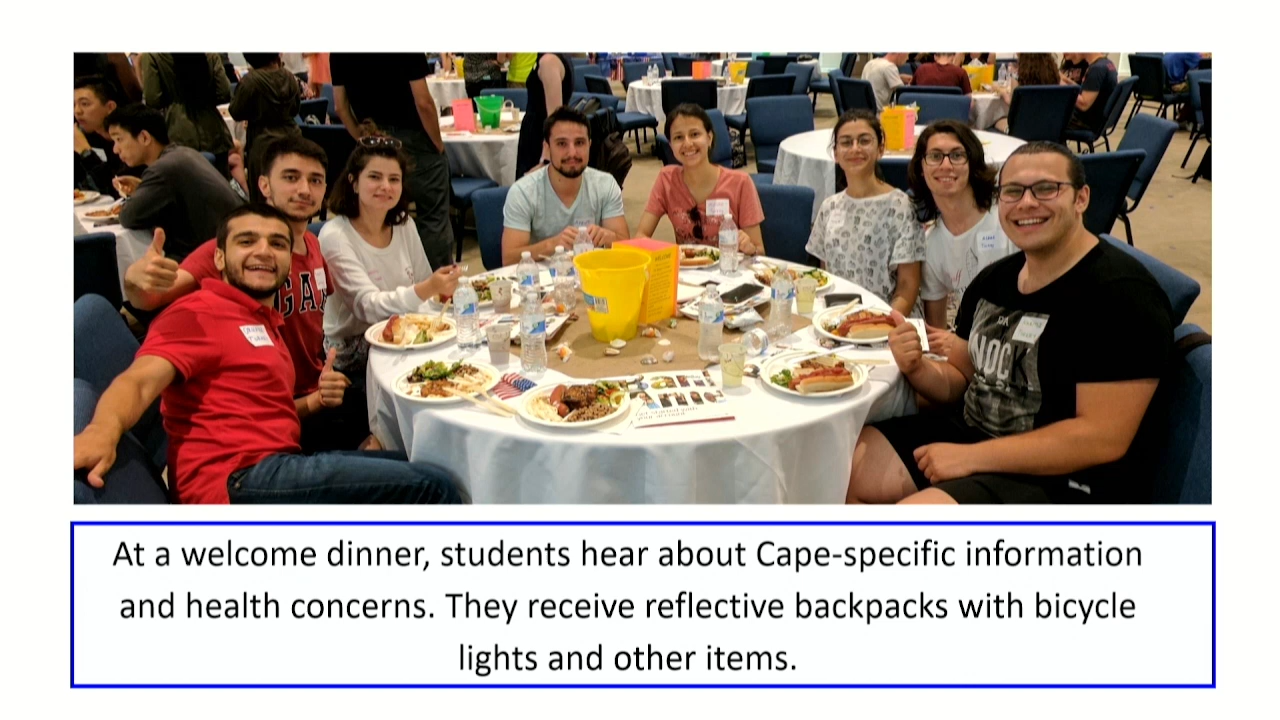 GAP
At a welcome dinner, students hear about Cape-specific information
and health concerns. They receive reflective backpacks with bicycle
lights and other items.